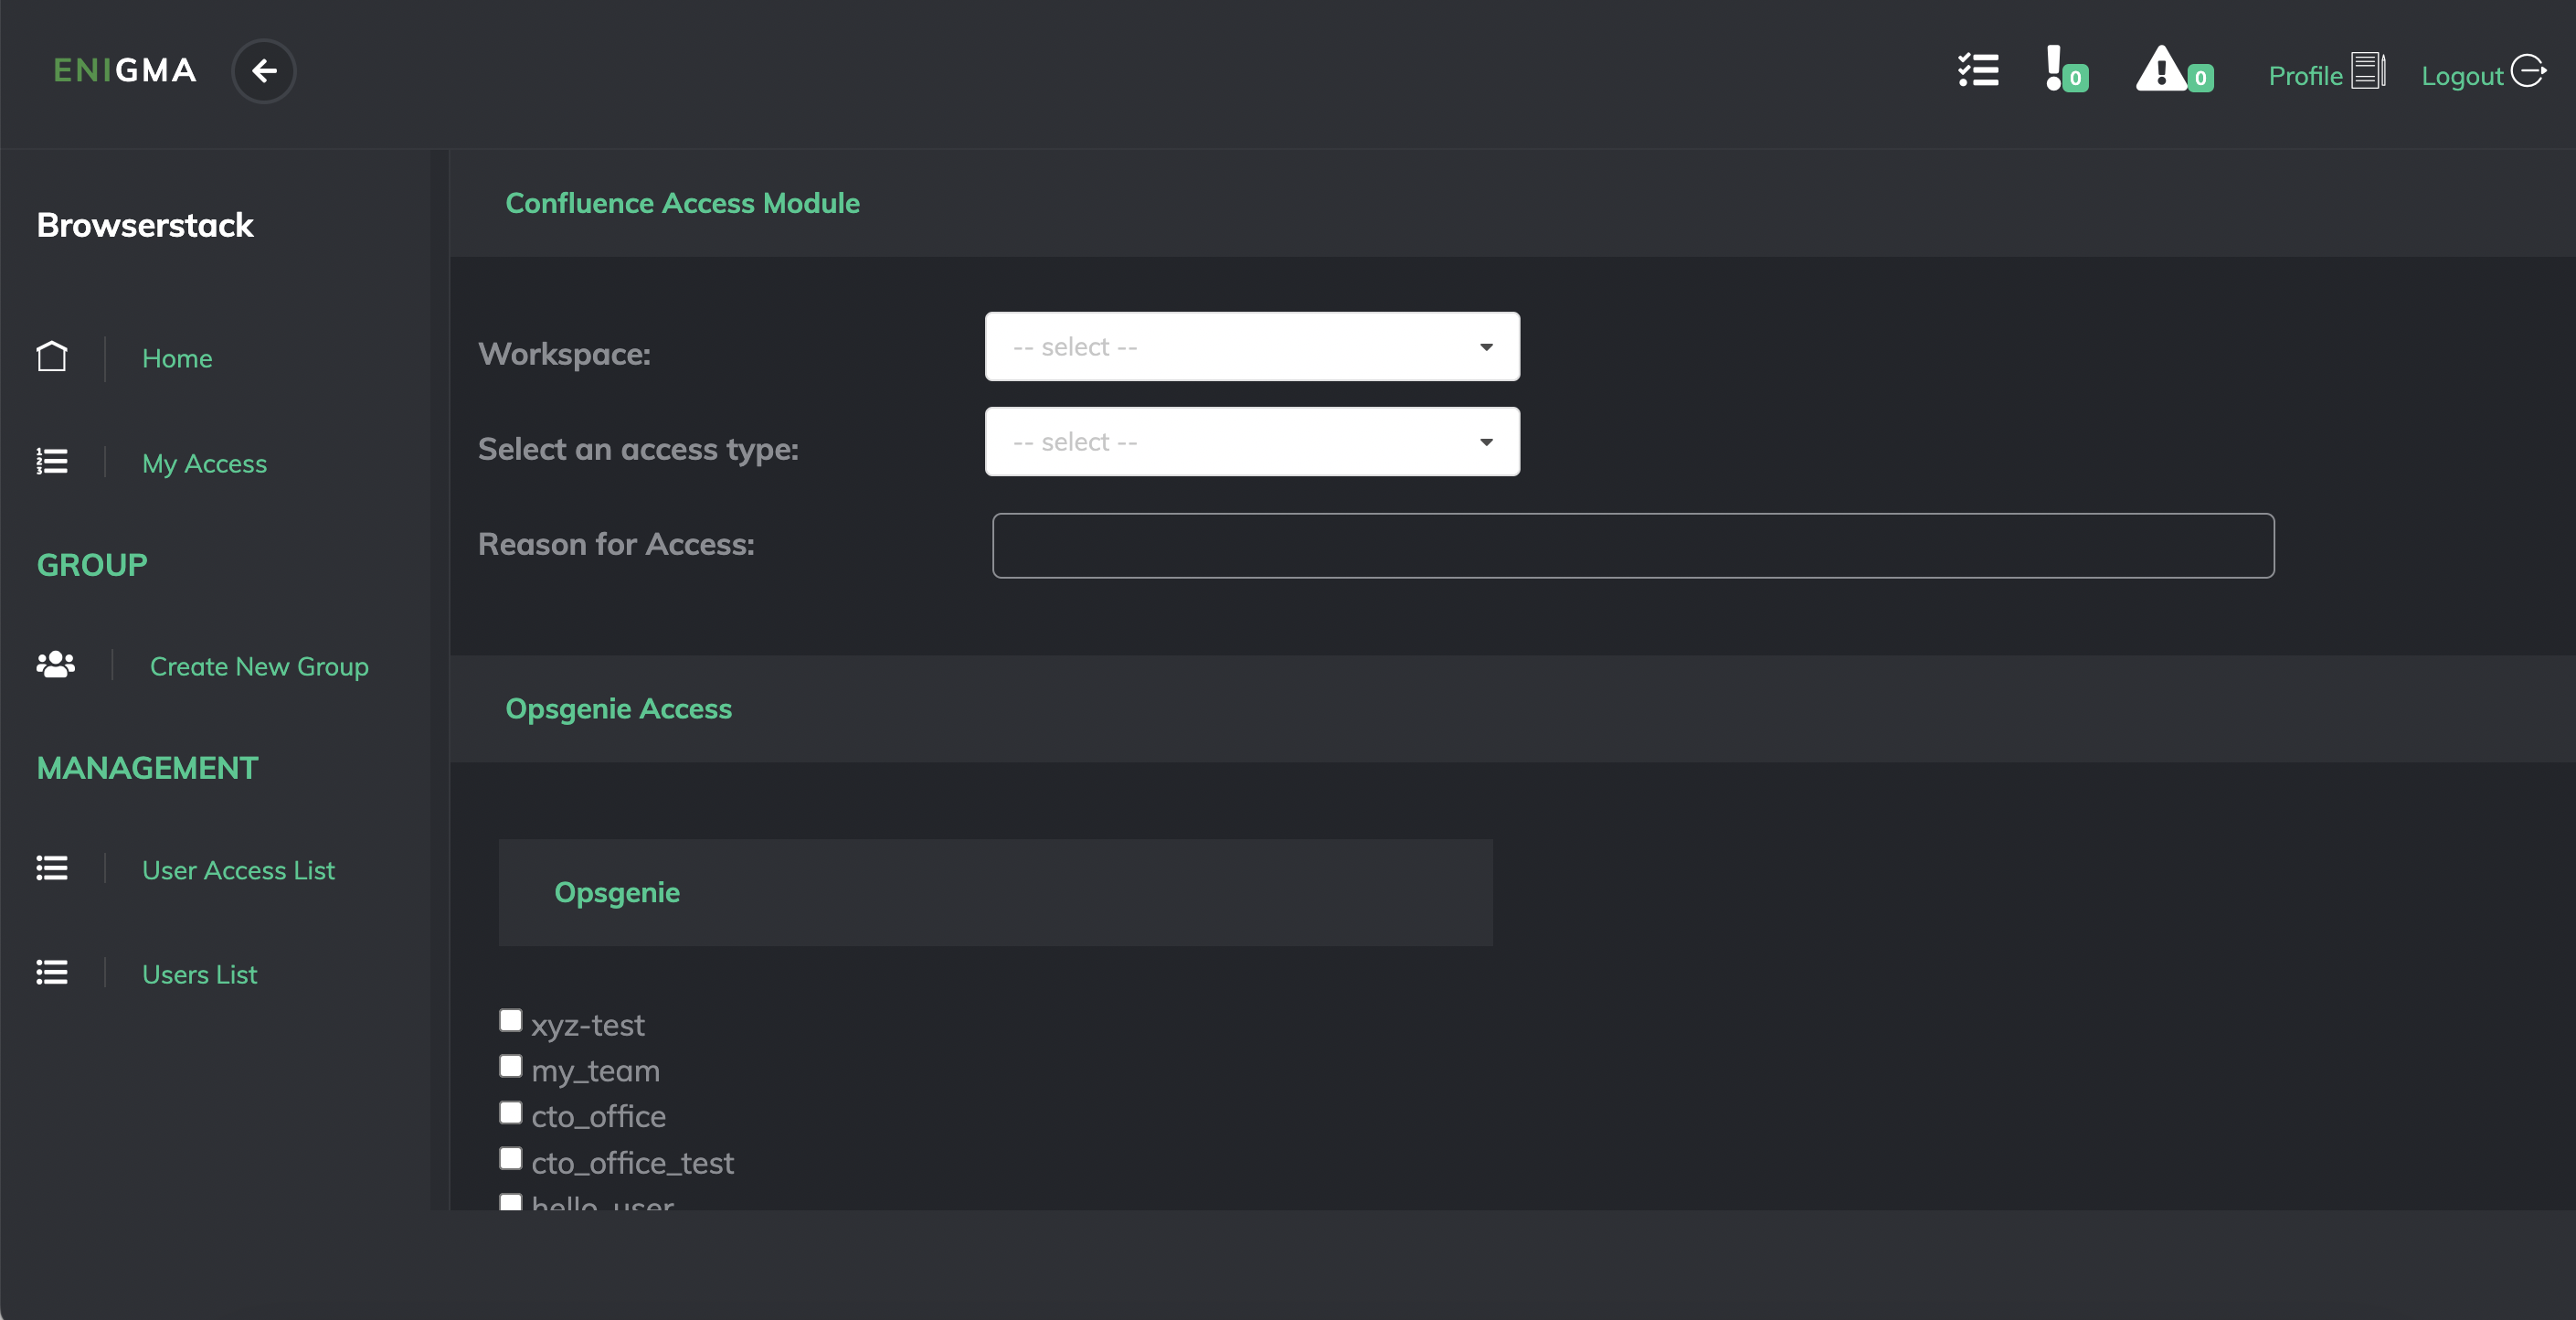 ENIGMA
0
0
Profile
Logout
Browserstack
Home
My Access
GROUP
Create New Group
MANAGEMENT
User Access List
Users List
Confluence Access Module
Workspace:
-- select --
Select an access type:
-- select --
Reason for Access:
Opsgenie Access
Opsgenie
xyz-test
my_team
cto_office
cto_office_test
hello_user